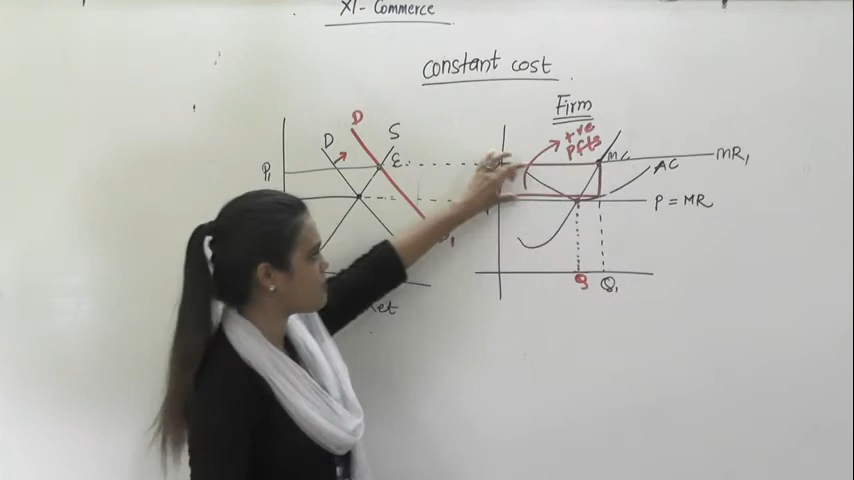 XI - Commerce
constant cost
Firm
D
D
S
+ve
pfts
MC
MR₁
P₁
E
AC
P = MR
Q
Q₁